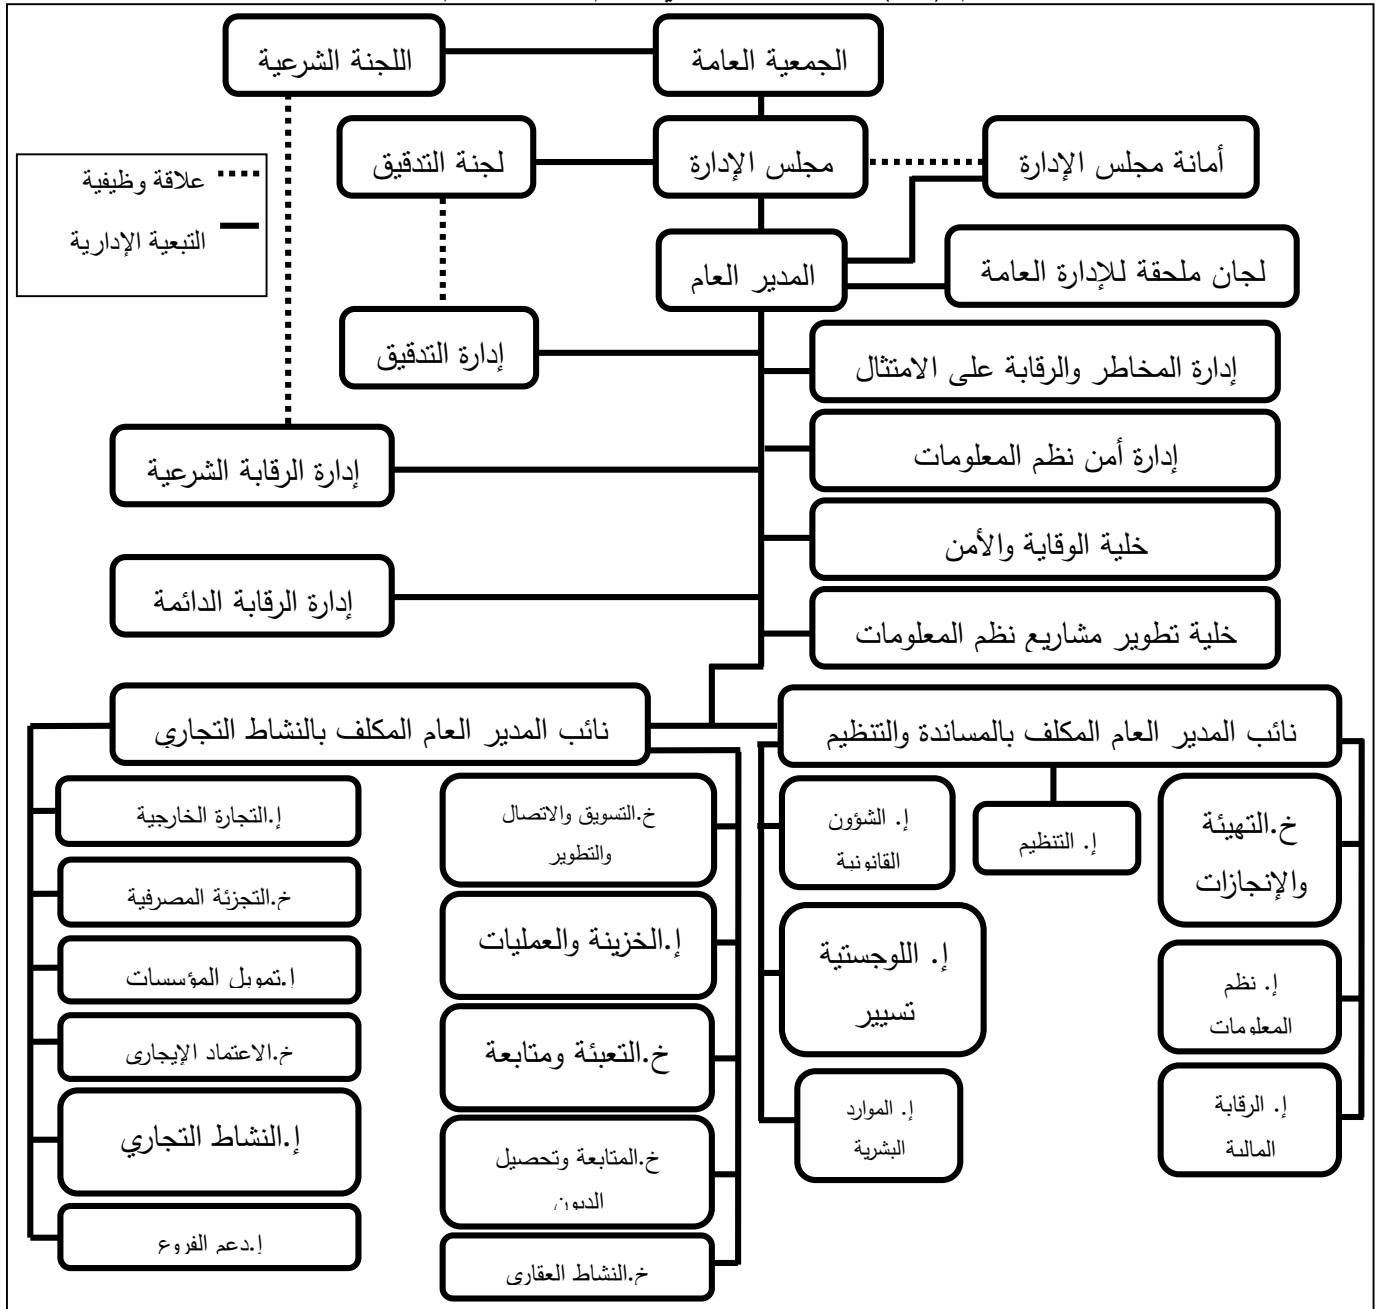 الجمعية العامة
اللجنة الشرعية
أمانة مجلس الإدارة
مجلس الإدارة
لجنة التدقيق
علاقة وظيفية
التبعية الإدارية
لجان ملحقة للإدارة العامة
المدير العام
إدارة التدقيق
إدارة المخاطر والرقابة على الامتثال
إدارة أمن نظم المعلومات
إدارة الرقابة الشرعية
خلية الوقاية والأمن
إدارة الرقابة الدائمة
خلية تطوير مشاريع نظم المعلومات
نائب المدير العام المكلف بالمساندة والتنظيم
نائب المدير العام المكلف بالنشاط التجاري
خ.التهيئة
والإنجازات
إ. نظم
المعلومات
إ. الرقابة
المالية
إ. التنظيم
إ. الشؤون
القانونية
إ. اللوجستية
تسيير
إ. الموارد
البشرية
خ.التسويق والاتصال
والتطوير
إ.الخزينة والعمليات
خ.التعبئة ومتابعة
خ.المتابعة وتحصيل
الديون
خ.النشاط العقاري
إ.التجارة الخارجية
خ.التجزئة المصرفية
إ.تمويل المؤسسات
خ.الاعتماد الإيجاري
إ.النشاط التجاري
إ.دعم الفروع